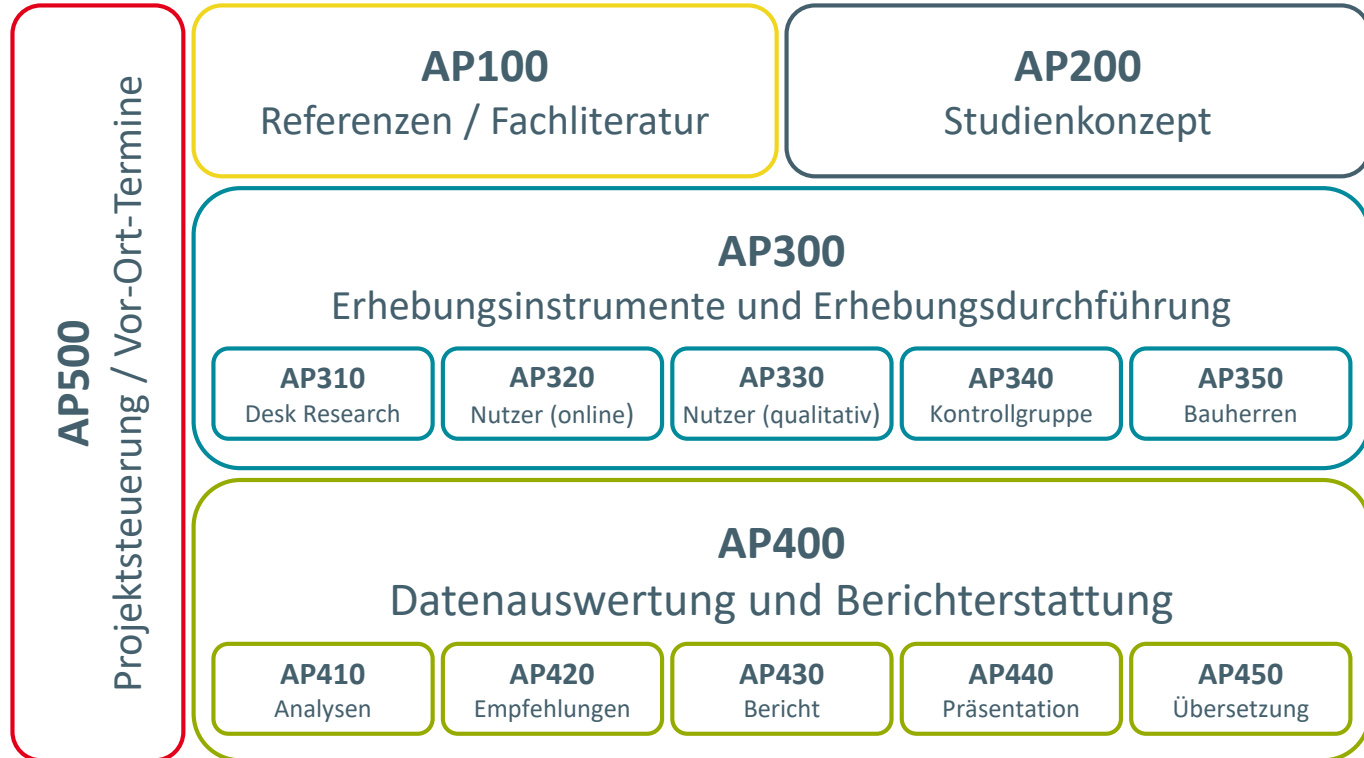 AP500
Projektsteuerung / Vor-Ort-Termine
AP100
Referenzen / Fachliteratur
AP200
Studienkonzept
AP300
Erhebungsinstrumente und Erhebungsdurchführung
AP310
Desk Research
AP320
Nutzer (online)
AP330
Nutzer (qualitativ)
AP340
Kontrollgruppe
AP350
Bauherren
AP400
Datenauswertung und Berichterstattung
AP410
Analysen
AP420
Empfehlungen
AP430
Bericht
AP440
Präsentation
AP450
Übersetzung